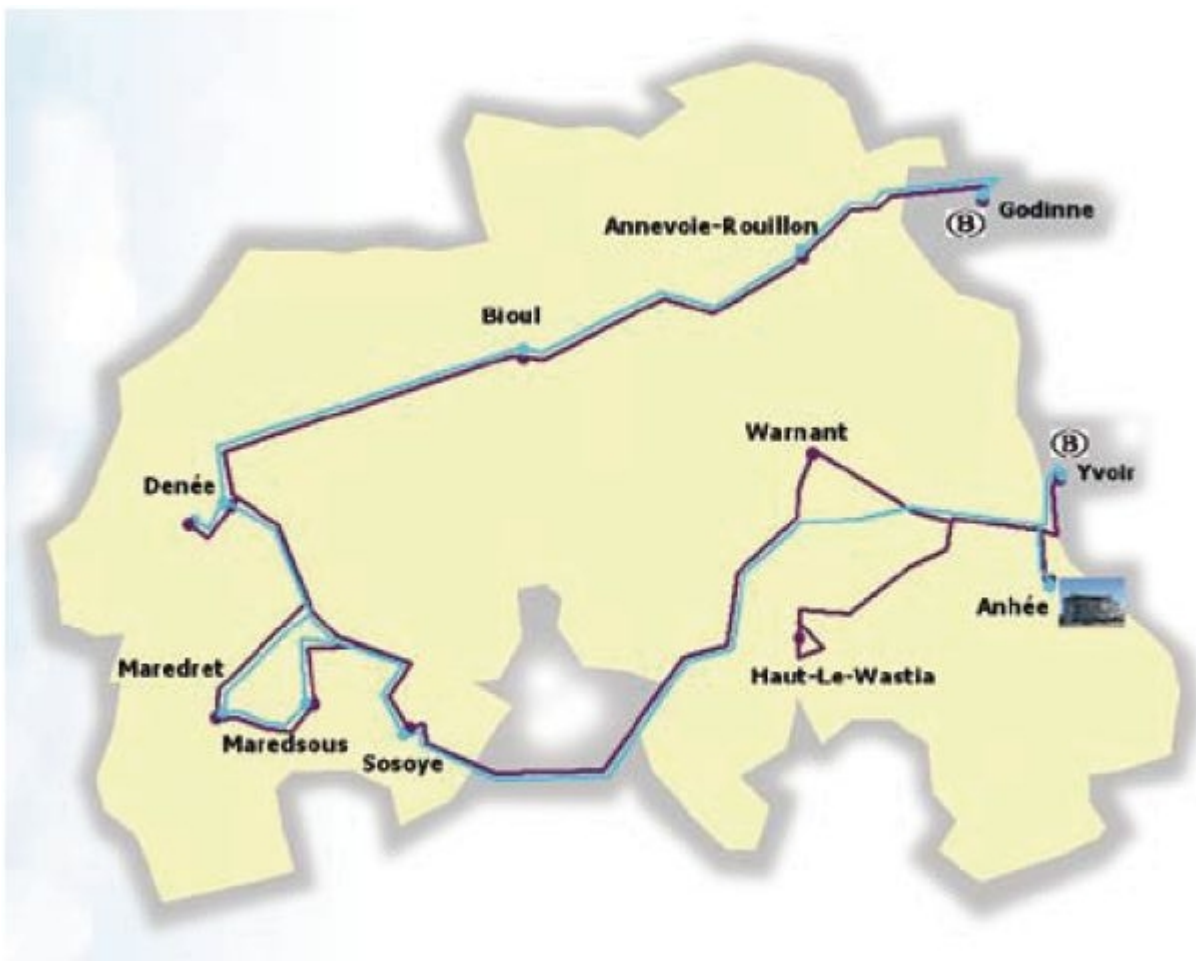 Godinne
(B)
Annevoie-Rouillon
Bioul
Warnant
(B)
Yvoir
Denée
Anhée
Maredret
Haut-Le-Wastia
Maredsous
Sosoye